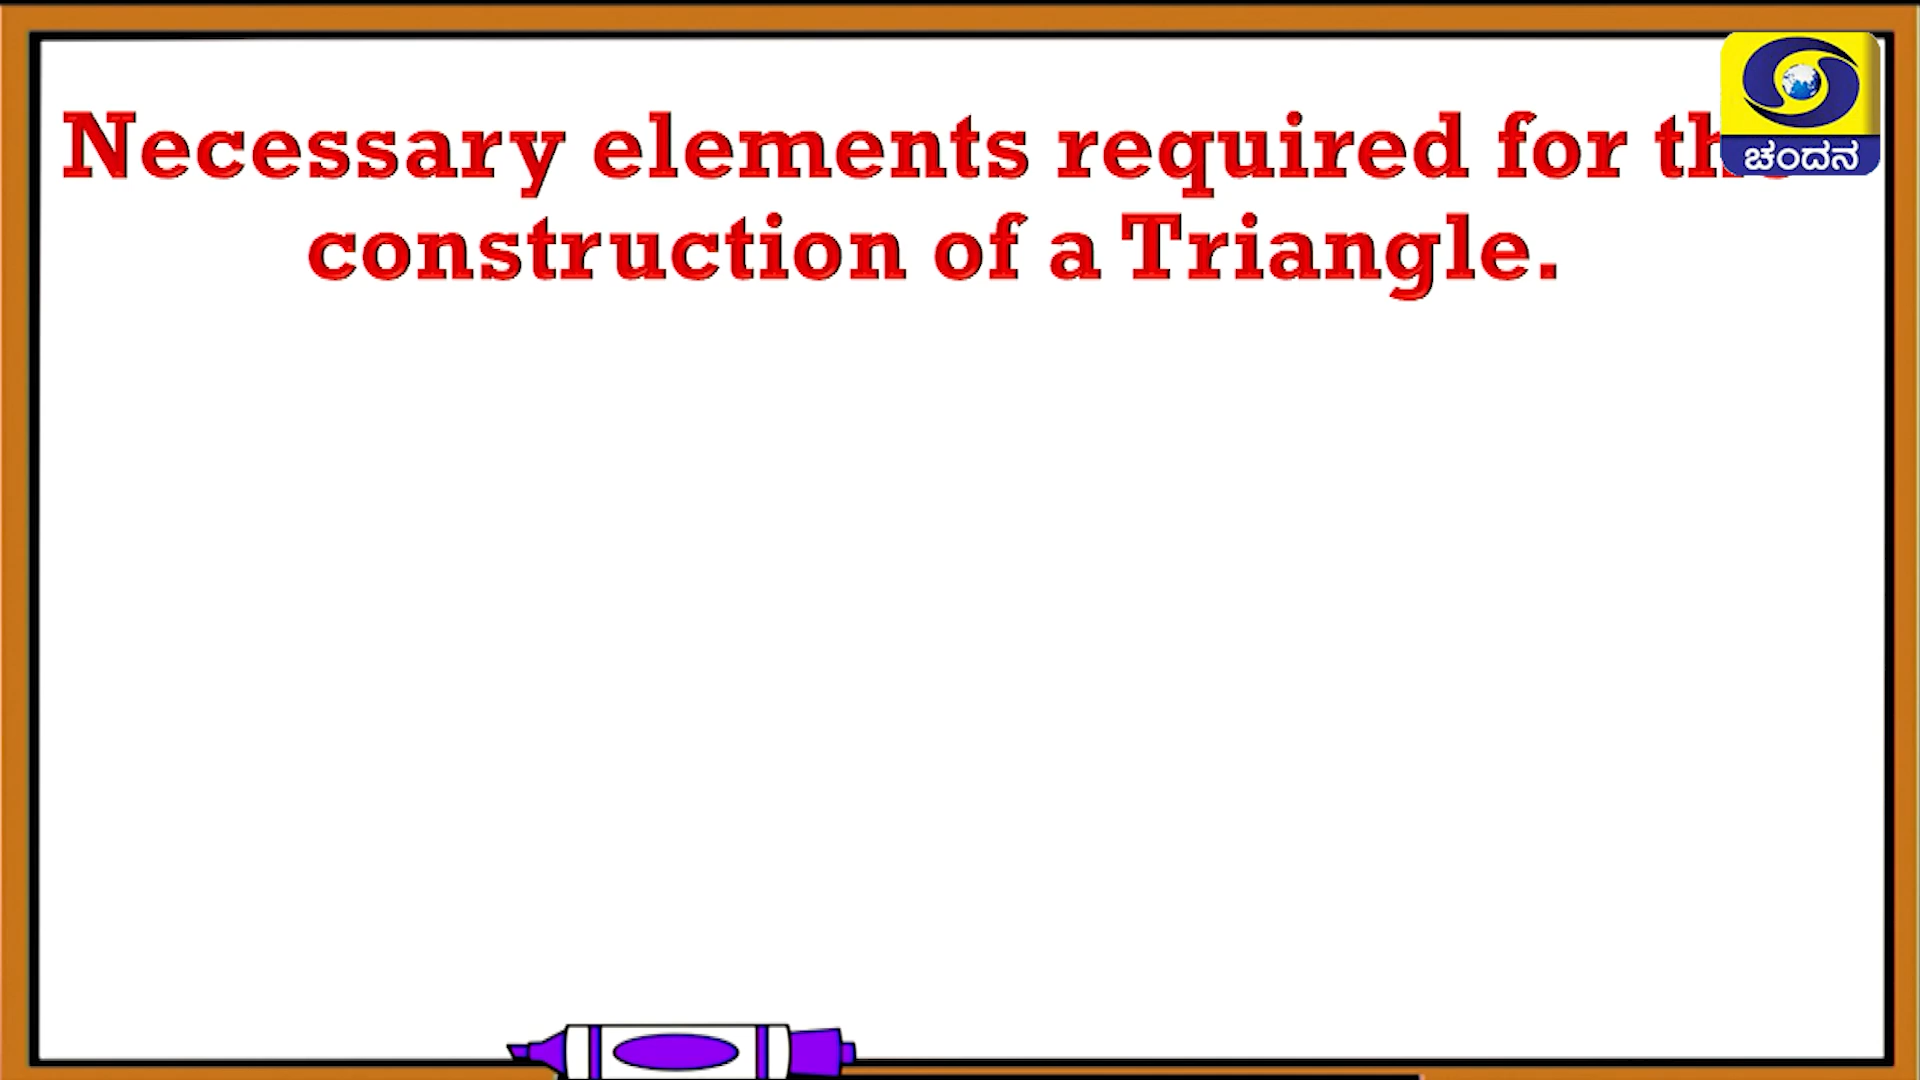 Necessary elements required for the
construction of a Triangle.
ಚಂದನ